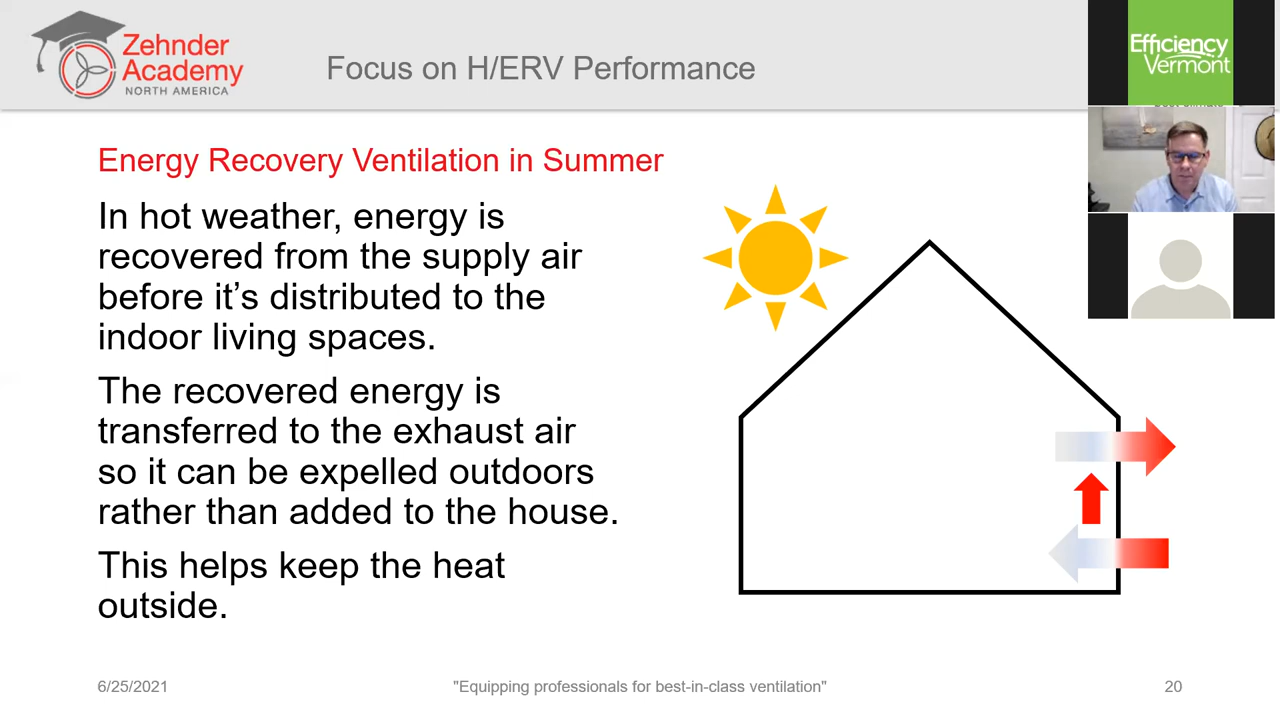 Zehnder
Academy
NORTH AMERICA
Focus on H/ERV Performance
Efficiency
Vermont
Energy Recovery Ventilation in Summer
In hot weather, energy is
recovered from the supply air
before it’s distributed to the
indoor living spaces.
The recovered energy is
transferred to the exhaust air
so it can be expelled outdoors
rather than added to the house.
This helps keep the heat
outside.
6/25/2021
"Equipping professionals for best-in-class ventilation"
20